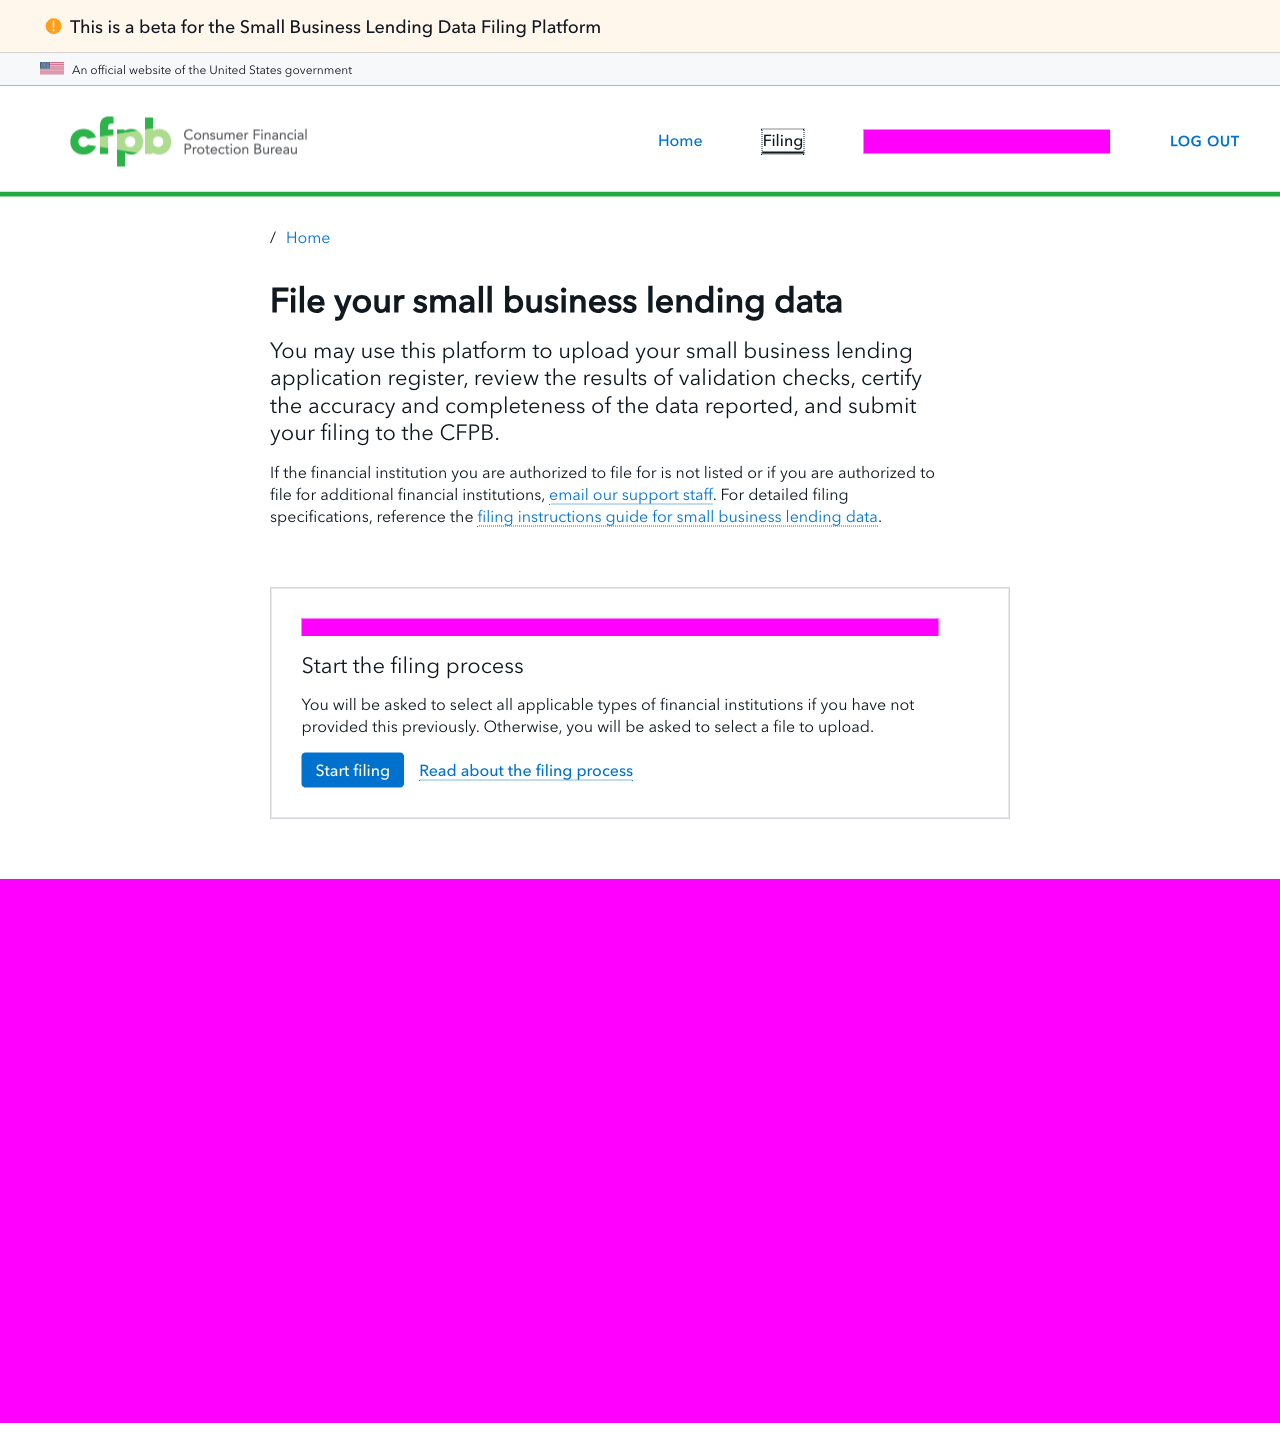 This is a beta for the Small Business Lending Data Filing Platform
An official website of the United States government
cfpb Consumer Financial
Protection Bureau
Home Filing LOG OUT
/ Home
File your small business lending data
You may use this platform to upload your small business lending
application register, review the results of validation checks, certify
the accuracy and completeness of the data reported, and submit
your filing to the CFPB.
If the financial institution you are authorized to file for is not listed or if you are authorized to
file for additional financial institutions, email our support staff. For detailed filing
specifications, reference the filing instructions guide for small business lending data.
Start the filing process
You will be asked to select all applicable types of financial institutions if you have not
provided this previously. Otherwise, you will be asked to select a file to upload.
Start filing Read about the filing process